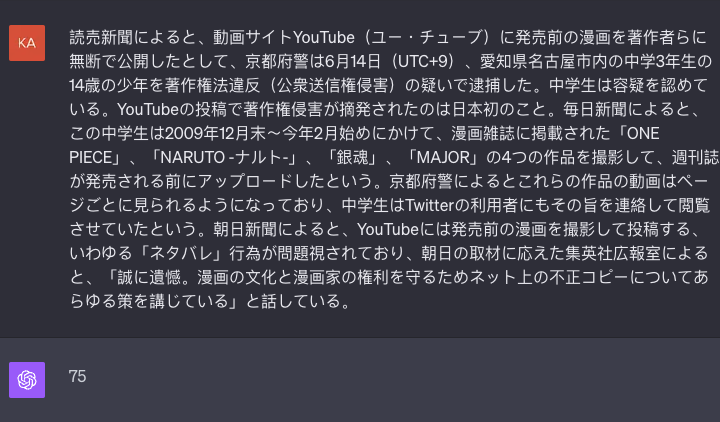 KA
読売新聞によると、動画サイトYouTube（ユー・チューブ）に発売前の漫画を著作者らに
無断で公開したとして、京都府警は6月14日（UTC+9）、愛知県名古屋市内の中学3年生の
14歳の少年を著作権法違反（公衆送信権侵害）の疑いで逮捕した。中学生は容疑を認めて
いる。YouTubeの投稿で著作権侵害が摘発されたのは日本初のこと。毎日新聞によると、
この中学生は2009年12月末〜今年2月始めにかけて、漫画雑誌に掲載された「ONE
PIECE」、「NARUTO -ナルト-」、「銀魂」、「MAJOR」の4つの作品を撮影して、週刊誌
が発売される前にアップロードしたという。京都府警によるとこれらの作品の動画はペー
ジごとに見られるようになっており、中学生はTwitterの利用者にもその旨を連絡して閲覧
させていたという。朝日新聞によると、YouTubeには発売前の漫画を撮影して投稿する、
いわゆる「ネタバレ」行為が問題視されており、朝日の取材に応えた集英社広報室による
と、「誠に遺憾。漫画の文化と漫画家の権利を守るためネット上の不正コピーについてあ
らゆる策を講じている」と話している。
75